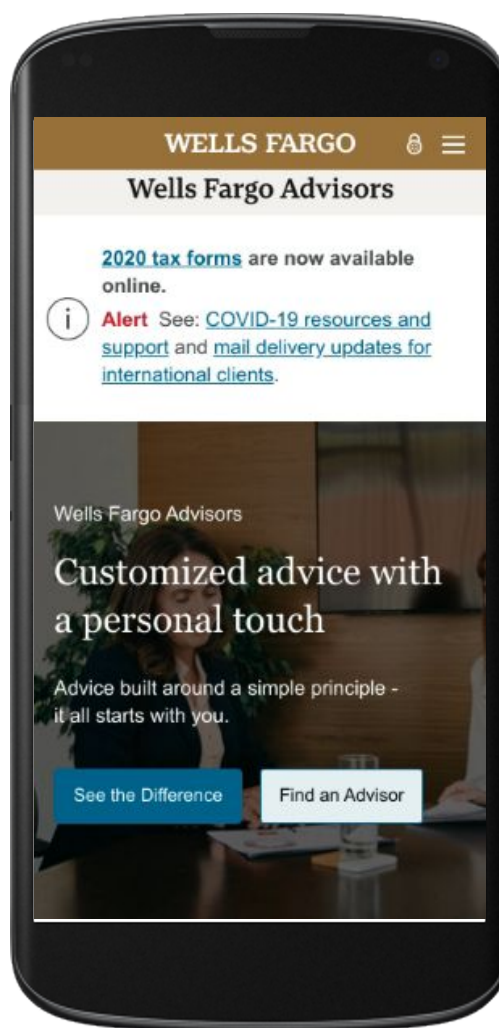 WELLS FARGO
Wells Fargo Advisors
2020 tax forms are now available
online.
Alert See: COVID-19 resources and
support and mail delivery updates for
international clients.
Wells Fargo Advisors
Customized advice with
a personal touch
Advice built around a simple principle -
it all starts with you.
See the Difference
Find an Advisor